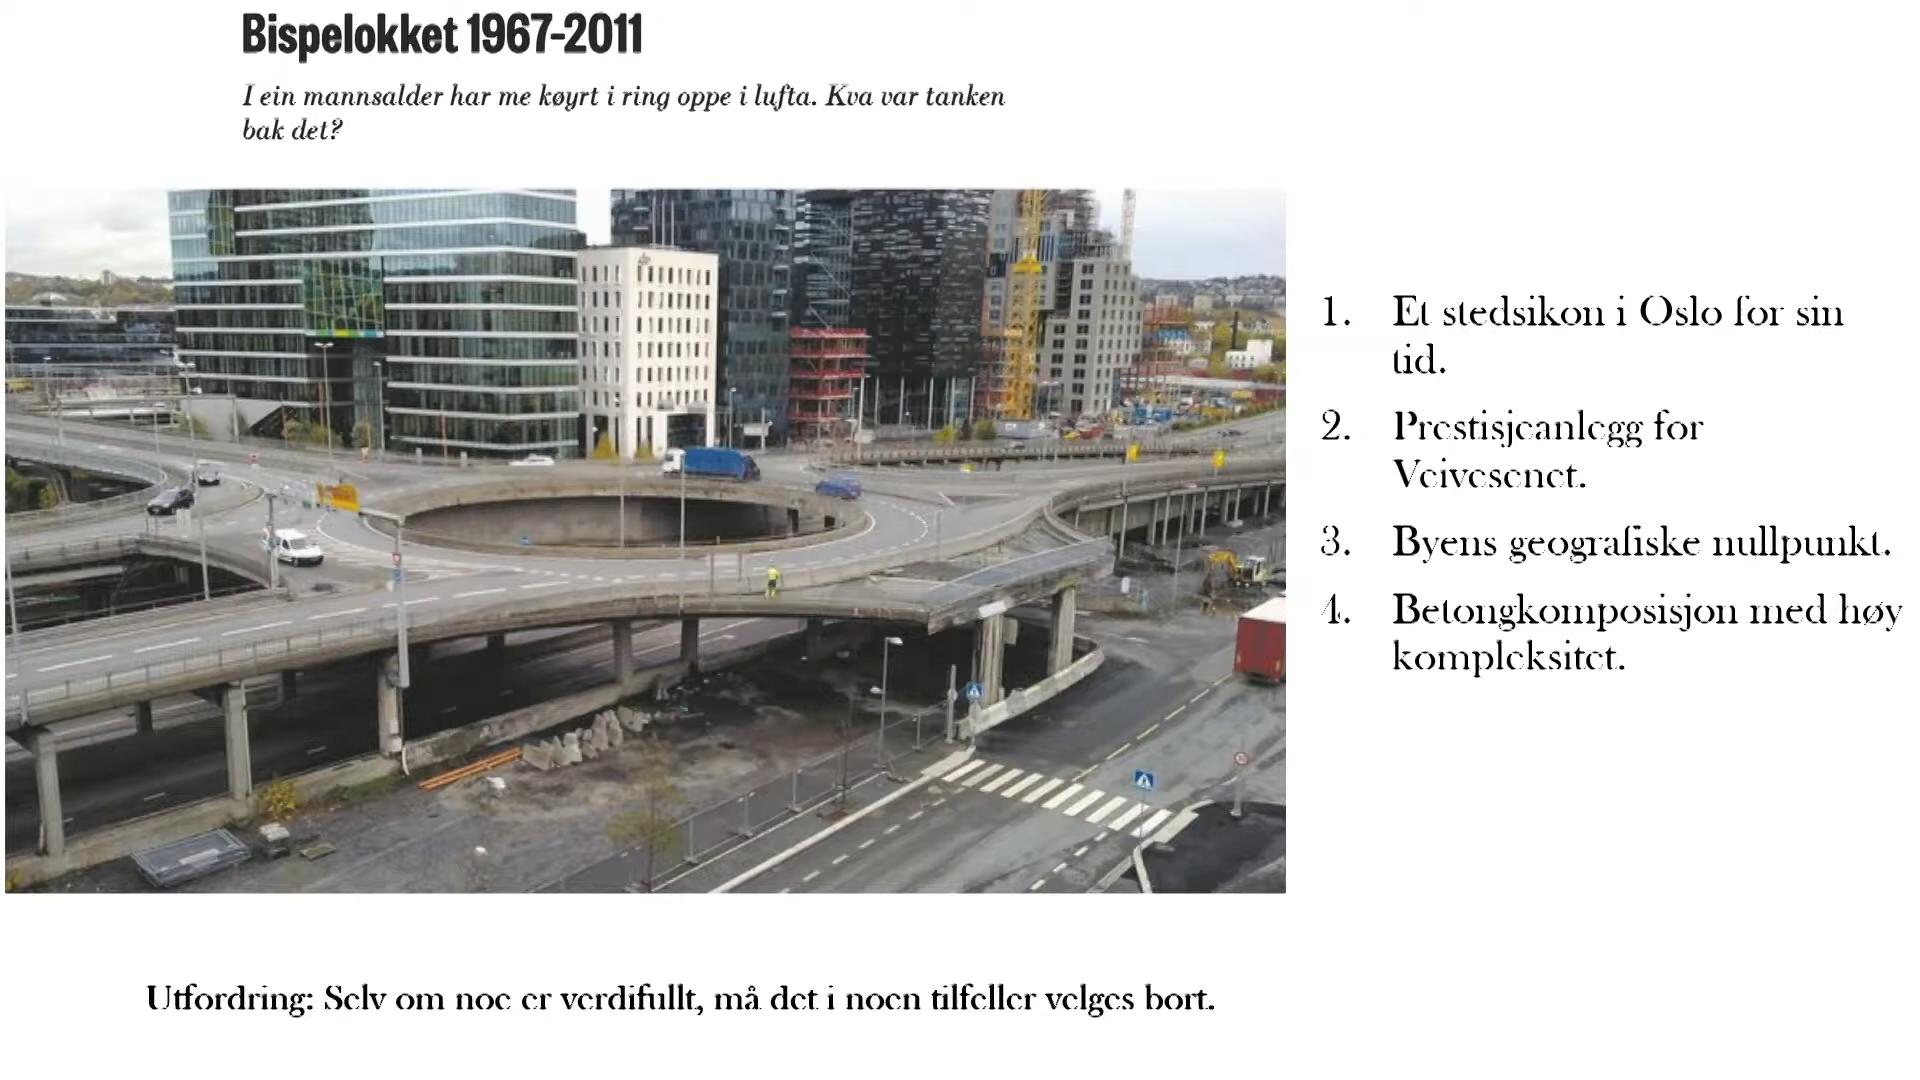 Bispelokket 1967-2011
I ein mannsalder har me køyrt i ring oppe i lufta. Kva var tanken
bak det?
1. Et stedsikon i Oslo for sin
tid.
2. Prestisjeanlegg for
Veivesenet.
3. Byens geografiske nullpunkt.
4. Betongkomposisjon med høy
kompleksitet.
Utfordring: Selv om noe er verdifullt, må det i noen tilfeller velges bort.